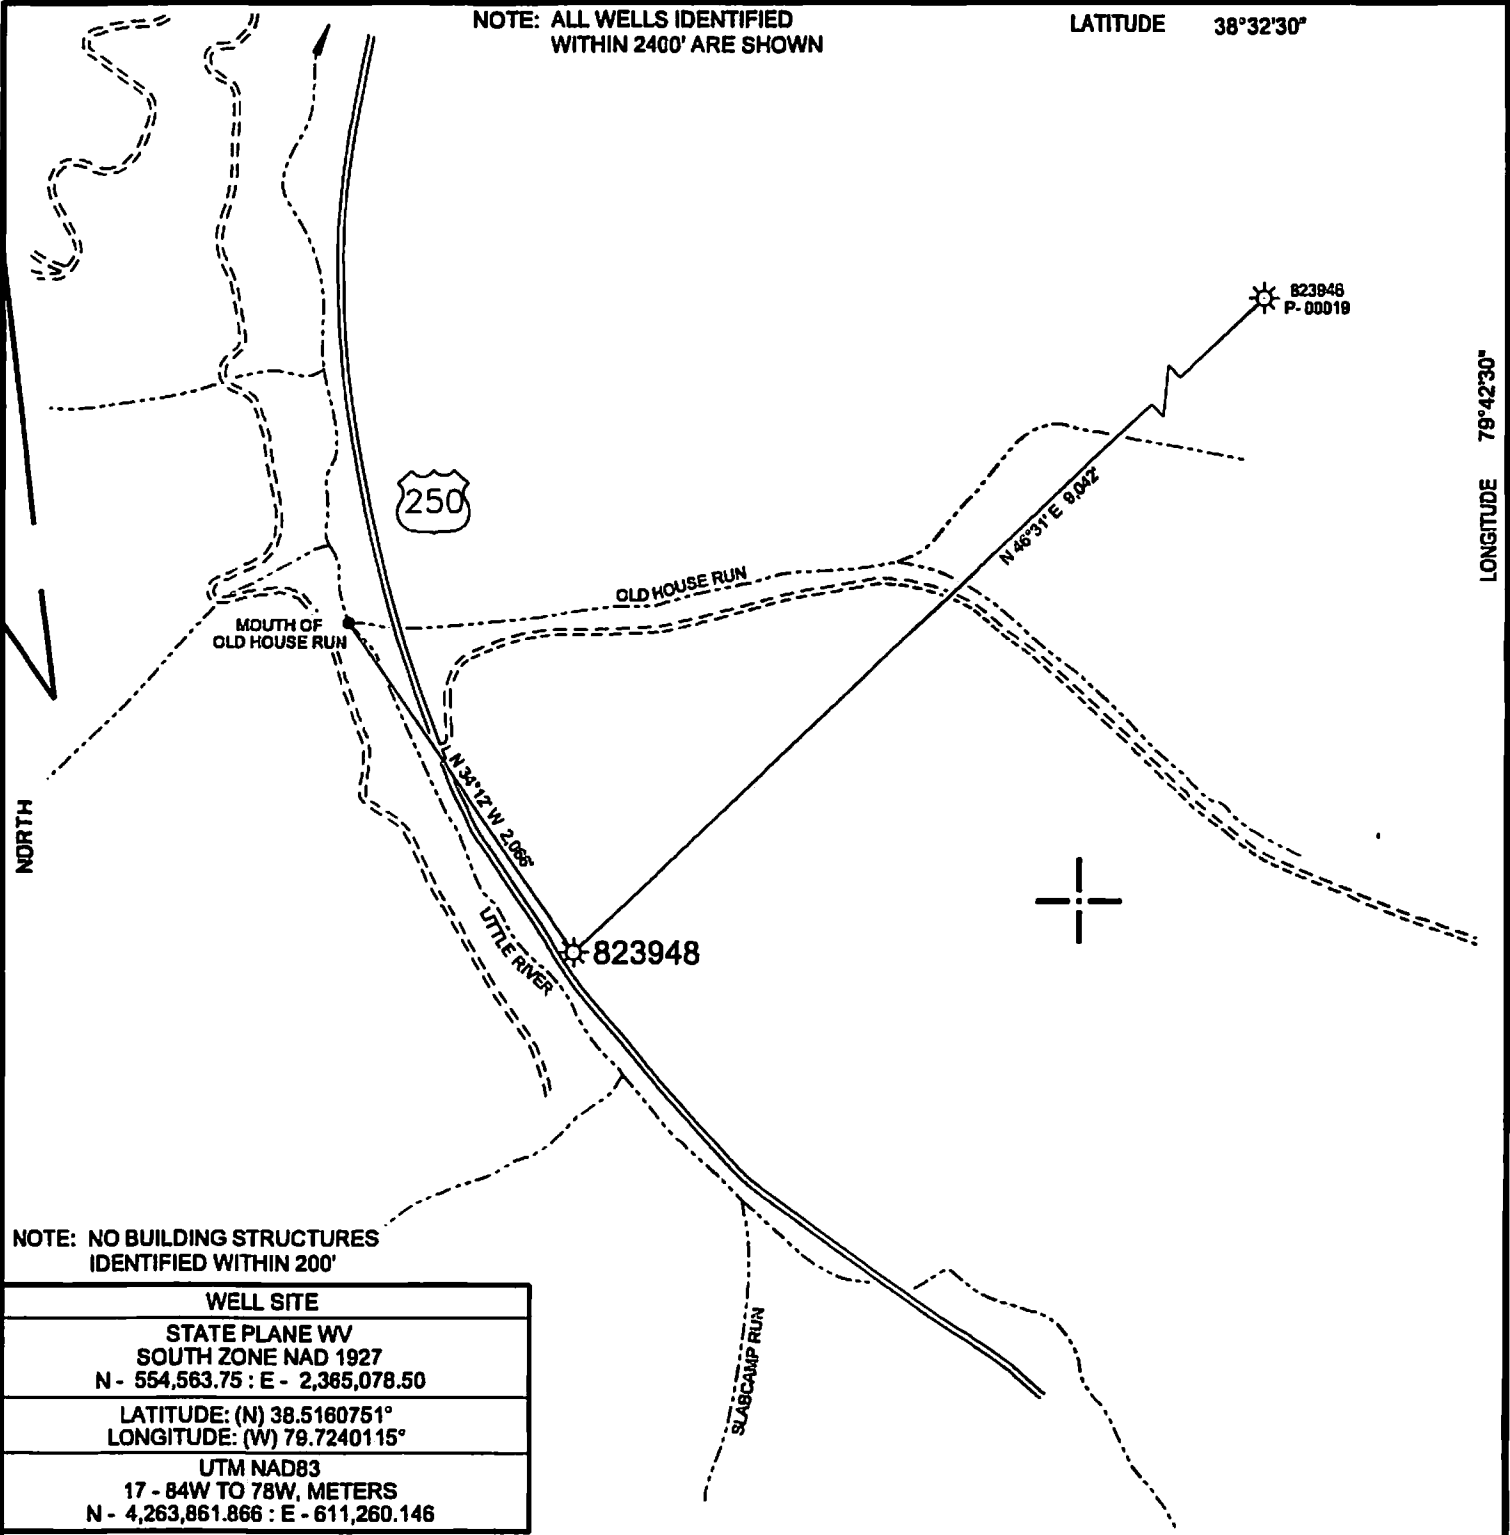 NOTE: ALL WELLS IDENTIFIED
WITHIN 2400' ARE SHOWN
LATITUDE 38°32'30"
823946
P-00019
LONGITUDE 79°42'30"
250
N 46°31' E 9,042'
OLD HOUSE RUN
MOUTH OF
OLD HOUSE RUN
N 34°12' W 2,066'
NORTH
823948
LITTLE RIVER
NOTE: NO BUILDING STRUCTURES
IDENTIFIED WITHIN 200'
SLABCAMP RUN
WELL SITE
STATE PLANE WV
SOUTH ZONE NAD 1927
N - 554,563.75 : E - 2,365,078.50
LATITUDE: (N) 38.5160751°
LONGITUDE: (W) 79.7240115°
UTM NAD83
17 - 84W TO 78W, METERS
N - 4,263,861.866 : E - 611,260.146